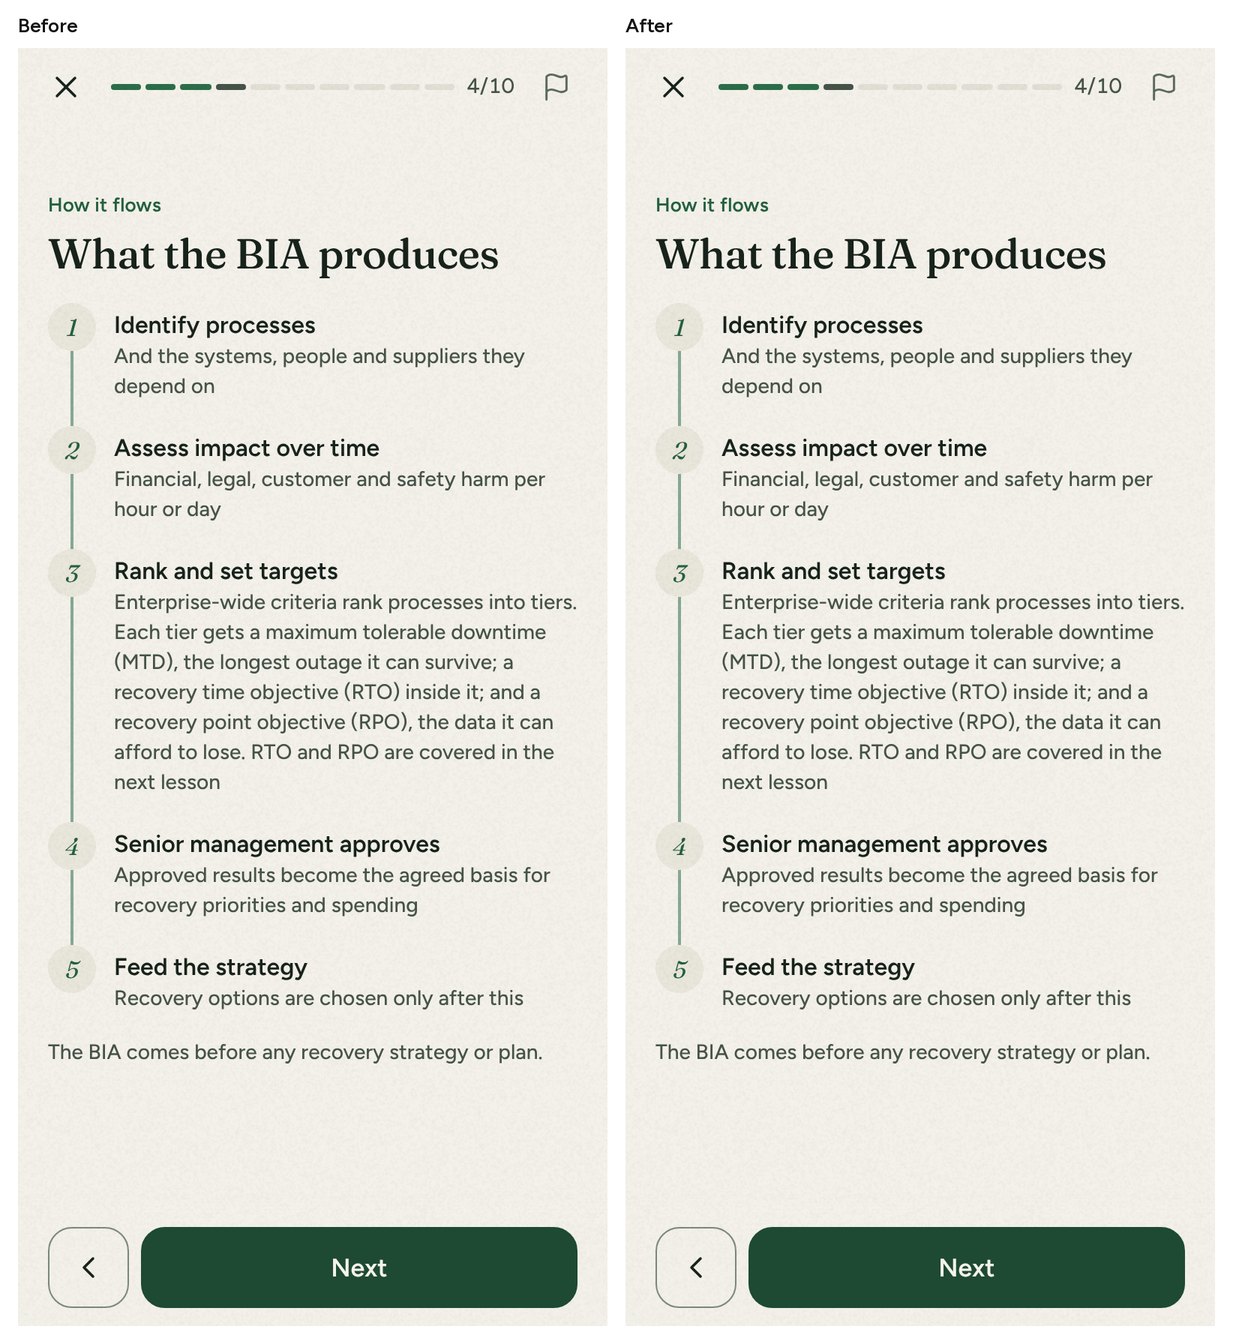 Before
4/10
How it flows
What the BIA produces
1
Identify processes
And the systems, people and suppliers they
depend on
2
Assess impact over time
Financial, legal, customer and safety harm per
hour or day
3
Rank and set targets
Enterprise-wide criteria rank processes into tiers.
Each tier gets a maximum tolerable downtime
(MTD), the longest outage it can survive; a
recovery time objective (RTO) inside it; and a
recovery point objective (RPO), the data it can
afford to lose. RTO and RPO are covered in the
next lesson
4
Senior management approves
Approved results become the agreed basis for
recovery priorities and spending
5
Feed the strategy
Recovery options are chosen only after this
The BIA comes before any recovery strategy or plan.
Next
After
4/10
How it flows
What the BIA produces
1
Identify processes
And the systems, people and suppliers they
depend on
2
Assess impact over time
Financial, legal, customer and safety harm per
hour or day
3
Rank and set targets
Enterprise-wide criteria rank processes into tiers.
Each tier gets a maximum tolerable downtime
(MTD), the longest outage it can survive; a
recovery time objective (RTO) inside it; and a
recovery point objective (RPO), the data it can
afford to lose. RTO and RPO are covered in the
next lesson
4
Senior management approves
Approved results become the agreed basis for
recovery priorities and spending
5
Feed the strategy
Recovery options are chosen only after this
The BIA comes before any recovery strategy or plan.
Next